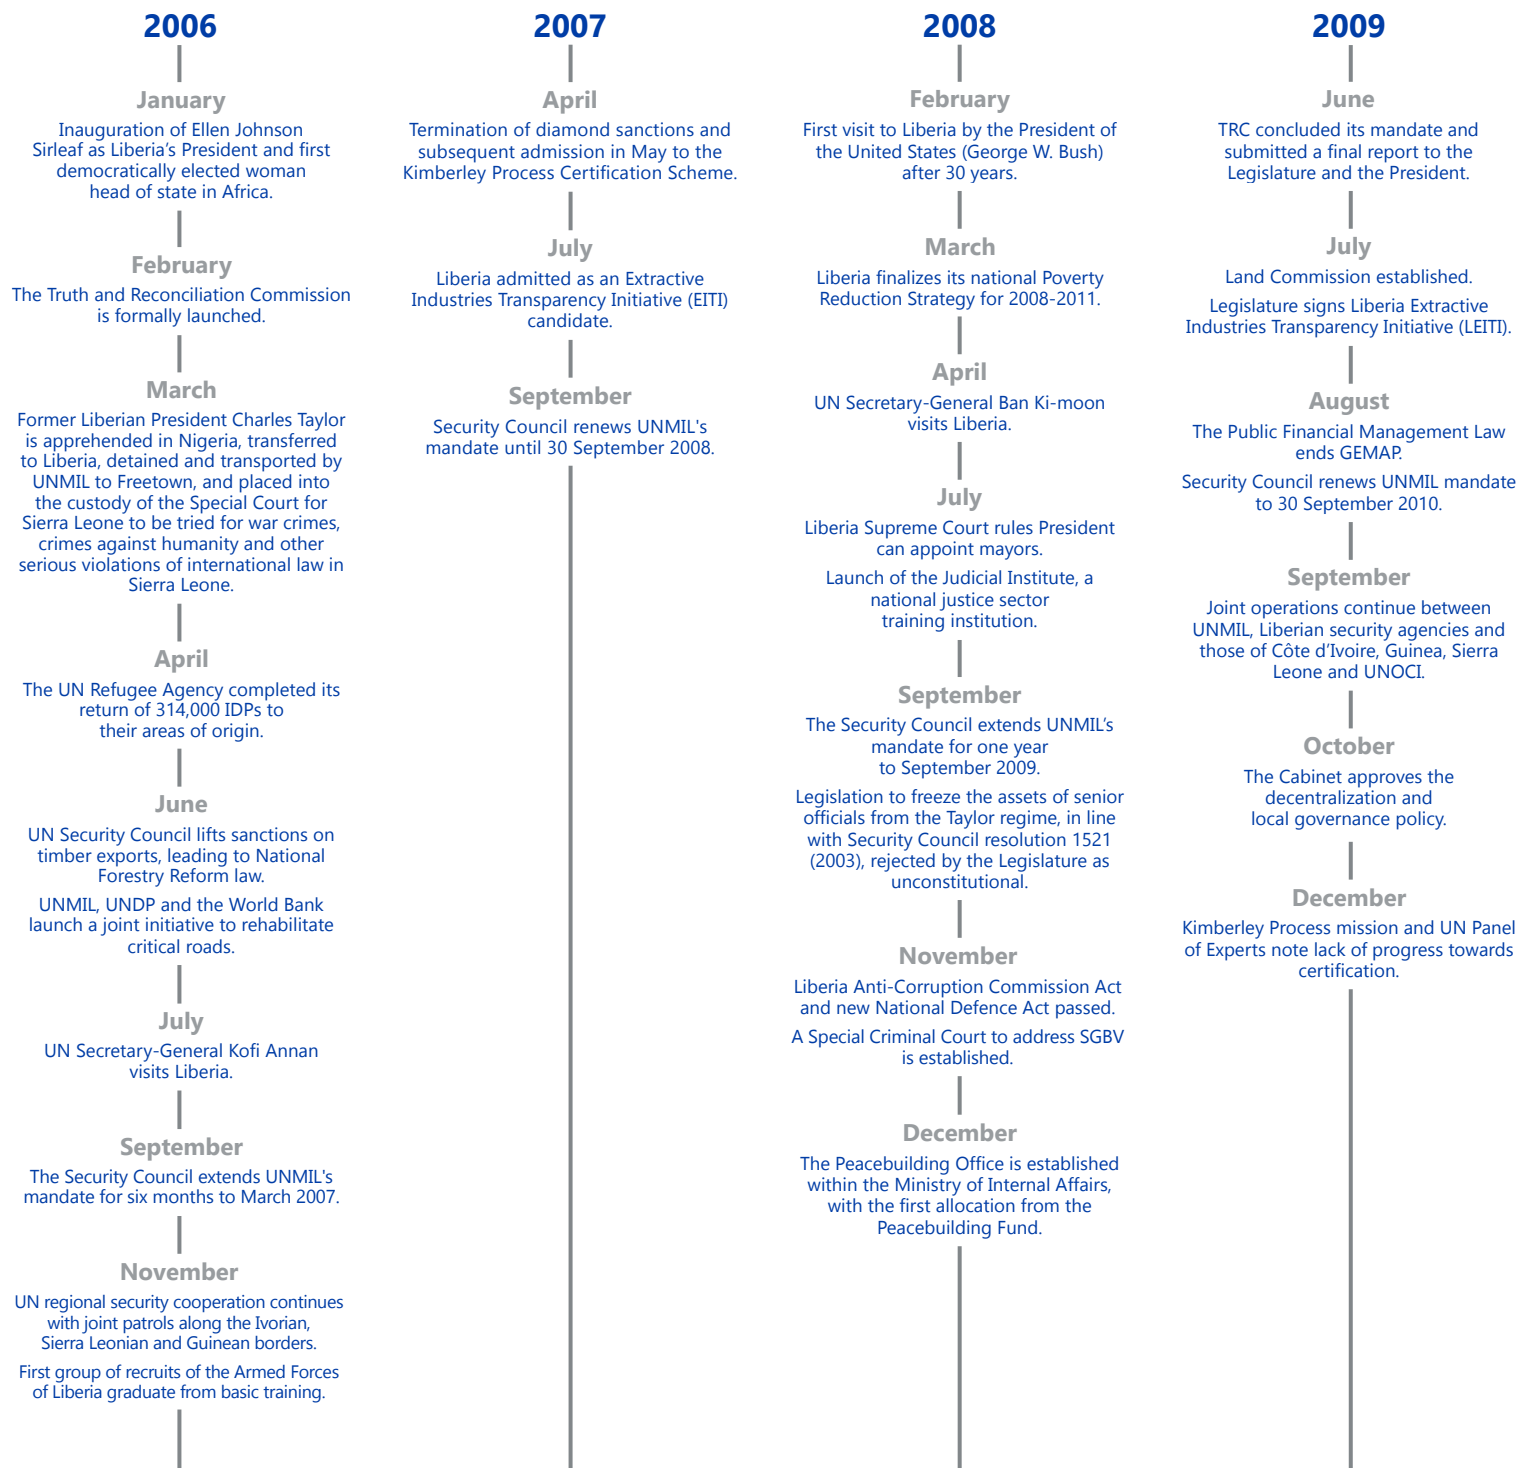 2006
January
Inauguration of Ellen Johnson
Sirleaf as Liberia’s President and first
democratically elected woman
head of state in Africa.
February
The Truth and Reconciliation Commission
is formally launched.
March
Former Liberian President Charles Taylor
is apprehended in Nigeria, transferred
to Liberia, detained and transported by
UNMIL to Freetown, and placed into
the custody of the Special Court for
Sierra Leone to be tried for war crimes,
crimes against humanity and other
serious violations of international law in
Sierra Leone.
April
The UN Refugee Agency completed its
return of 314,000 IDPs to
their areas of origin.
June
UN Security Council lifts sanctions on
timber exports, leading to National
Forestry Reform law.
UNMIL, UNDP and the World Bank
launch a joint initiative to rehabilitate
critical roads.
July
UN Secretary-General Kofi Annan
visits Liberia.
September
The Security Council extends UNMIL's
mandate for six months to March 2007.
November
UN regional security cooperation continues
with joint patrols along the Ivorian,
Sierra Leonian and Guinean borders.
First group of recruits of the Armed Forces
of Liberia graduate from basic training.
2007
April
Termination of diamond sanctions and
subsequent admission in May to the
Kimberley Process Certification Scheme.
July
Liberia admitted as an Extractive
Industries Transparency Initiative (EITI)
candidate.
September
Security Council renews UNMIL's
mandate until 30 September 2008.
2008
February
First visit to Liberia by the President of
the United States (George W. Bush)
after 30 years.
March
Liberia finalizes its national Poverty
Reduction Strategy for 2008-2011.
April
UN Secretary-General Ban Ki-moon
visits Liberia.
July
Liberia Supreme Court rules President
can appoint mayors.
Launch of the Judicial Institute, a
national justice sector
training institution.
September
The Security Council extends UNMIL’s
mandate for one year
to September 2009.
Legislation to freeze the assets of senior
officials from the Taylor regime, in line
with Security Council resolution 1521
(2003), rejected by the Legislature as
unconstitutional.
November
Liberia Anti-Corruption Commission Act
and new National Defence Act passed.
A Special Criminal Court to address SGBV
is established.
December
The Peacebuilding Office is established
within the Ministry of Internal Affairs,
with the first allocation from the
Peacebuilding Fund.
2009
June
TRC concluded its mandate and
submitted a final report to the
Legislature and the President.
July
Land Commission established.
Legislature signs Liberia Extractive
Industries Transparency Initiative (LEITI).
August
The Public Financial Management Law
ends GEMAP.
Security Council renews UNMIL mandate
to 30 September 2010.
September
Joint operations continue between
UNMIL, Liberian security agencies and
those of Côte d’Ivoire, Guinea, Sierra
Leone and UNOCI.
October
The Cabinet approves the
decentralization and
local governance policy.
December
Kimberley Process mission and UN Panel
of Experts note lack of progress towards
certification.